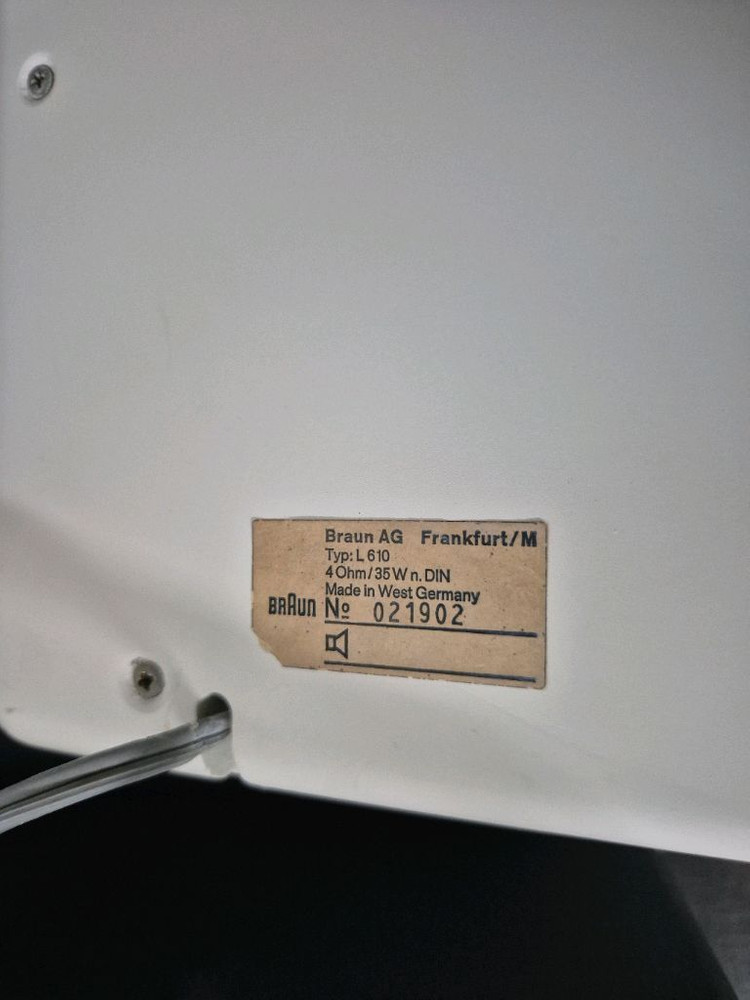 Braun AG Frankfurt/M
Typ: L 610
4 Ohm/35 W n. DIN
Made in West Germany
BRAUN No 021902